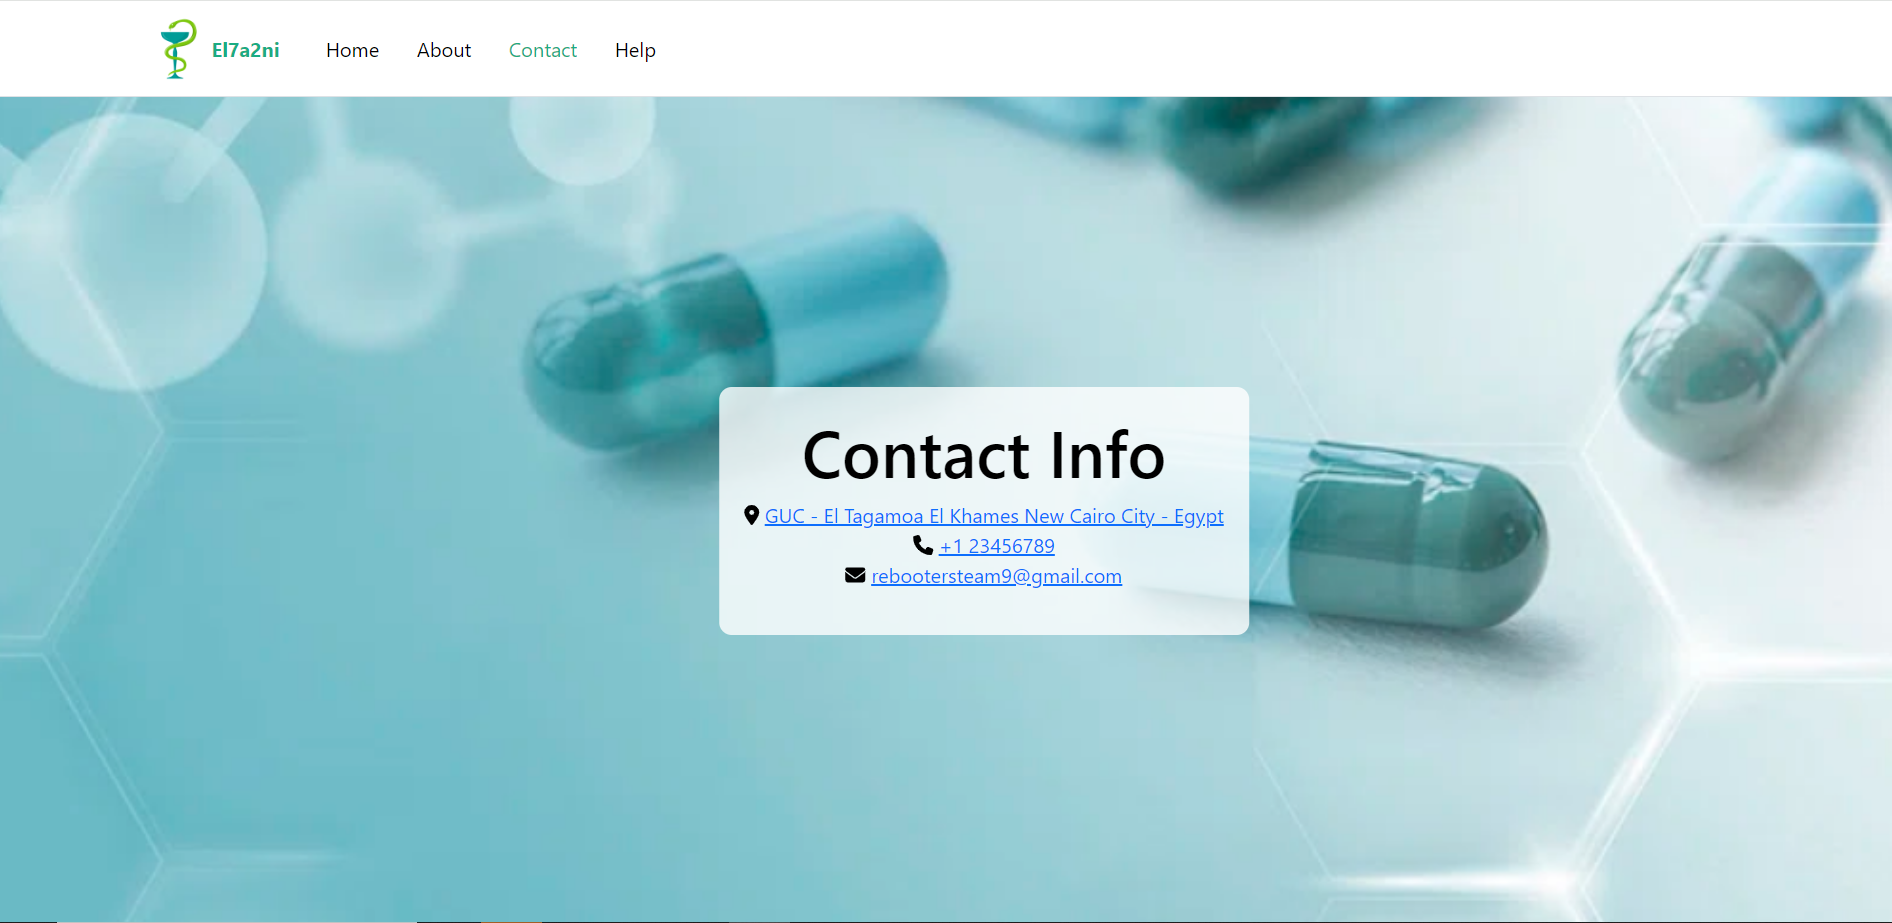 El7a2ni
Home
About
Contact
Help
Contact Info
GUC - El Tagamoa El Khames New Cairo City - Egypt
+1 23456789
rebootersteam9@gmail.com